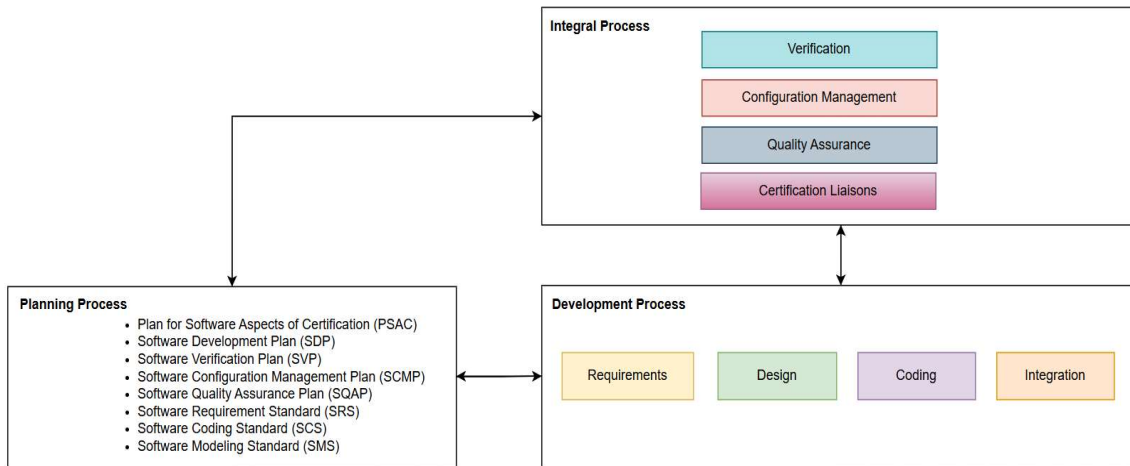 Integral Process
Verification
Configuration Management
Quality Assurance
Certification Liaisons
Planning Process
• Plan for Software Aspects of Certification (PSAC)
• Software Development Plan (SDP)
• Software Verification Plan (SVP)
• Software Configuration Management Plan (SCMP)
• Software Quality Assurance Plan (SQAP)
• Software Requirement Standard (SRS)
• Software Coding Standard (SCS)
• Software Modeling Standard (SMS)
Development Process
Requirements
Design
Coding
Integration